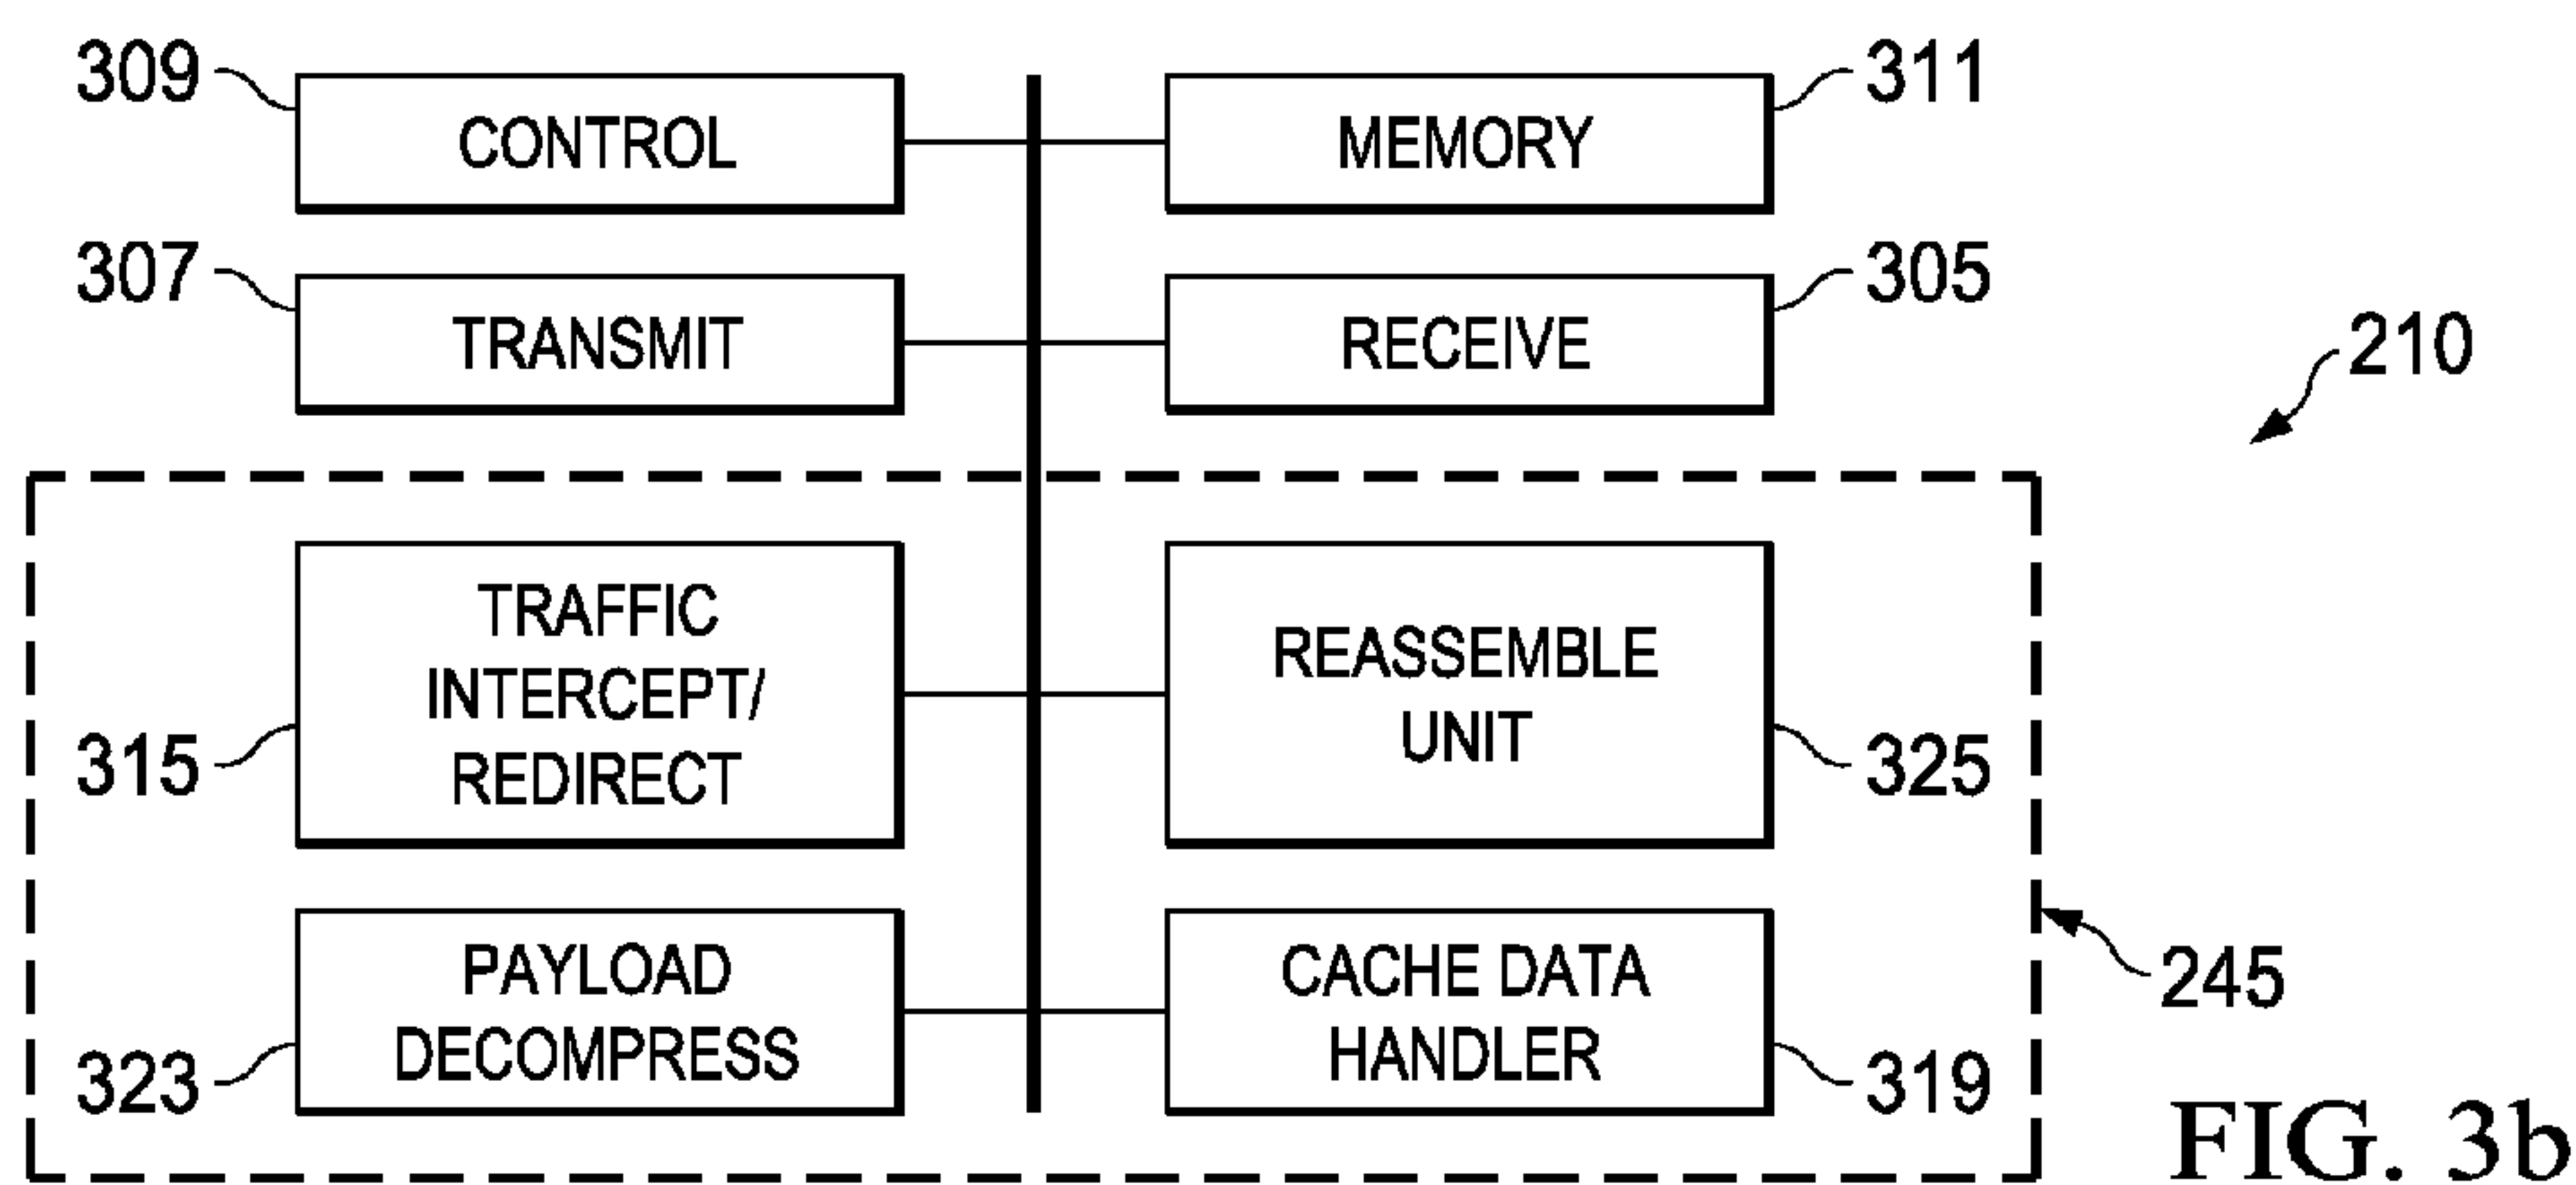 309
CONTROL
MEMORY
311
307
TRANSMIT
RECEIVE
305
210
315
TRAFFIC
INTERCEPT/
REDIRECT
REASSEMBLE
UNIT
325
323
PAYLOAD
DECOMPRESS
CACHE DATA
HANDLER
319
245
FIG. 3b